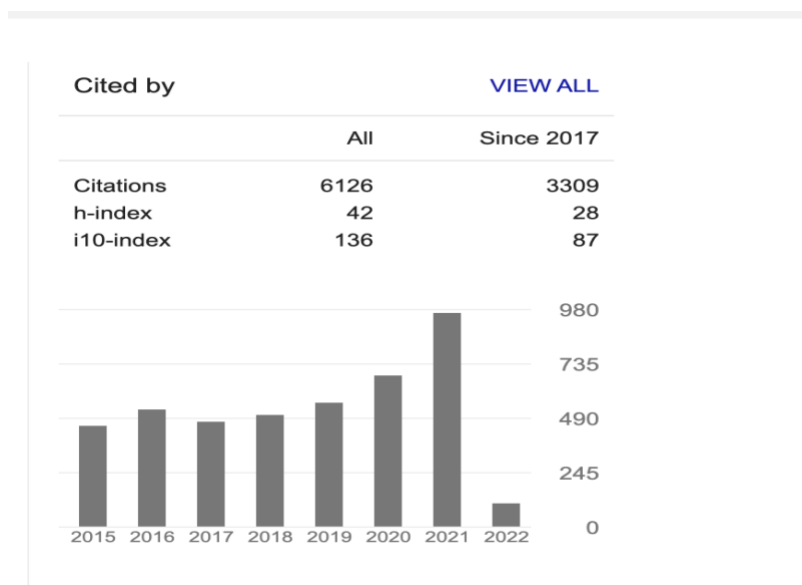 Cited by VIEW ALL
All Since 2017
Citations 6126 3309
h-index 42 28
i10-index 136 87
980
735
490
245
0
2015 2016 2017 2018 2019 2020 2021 2022